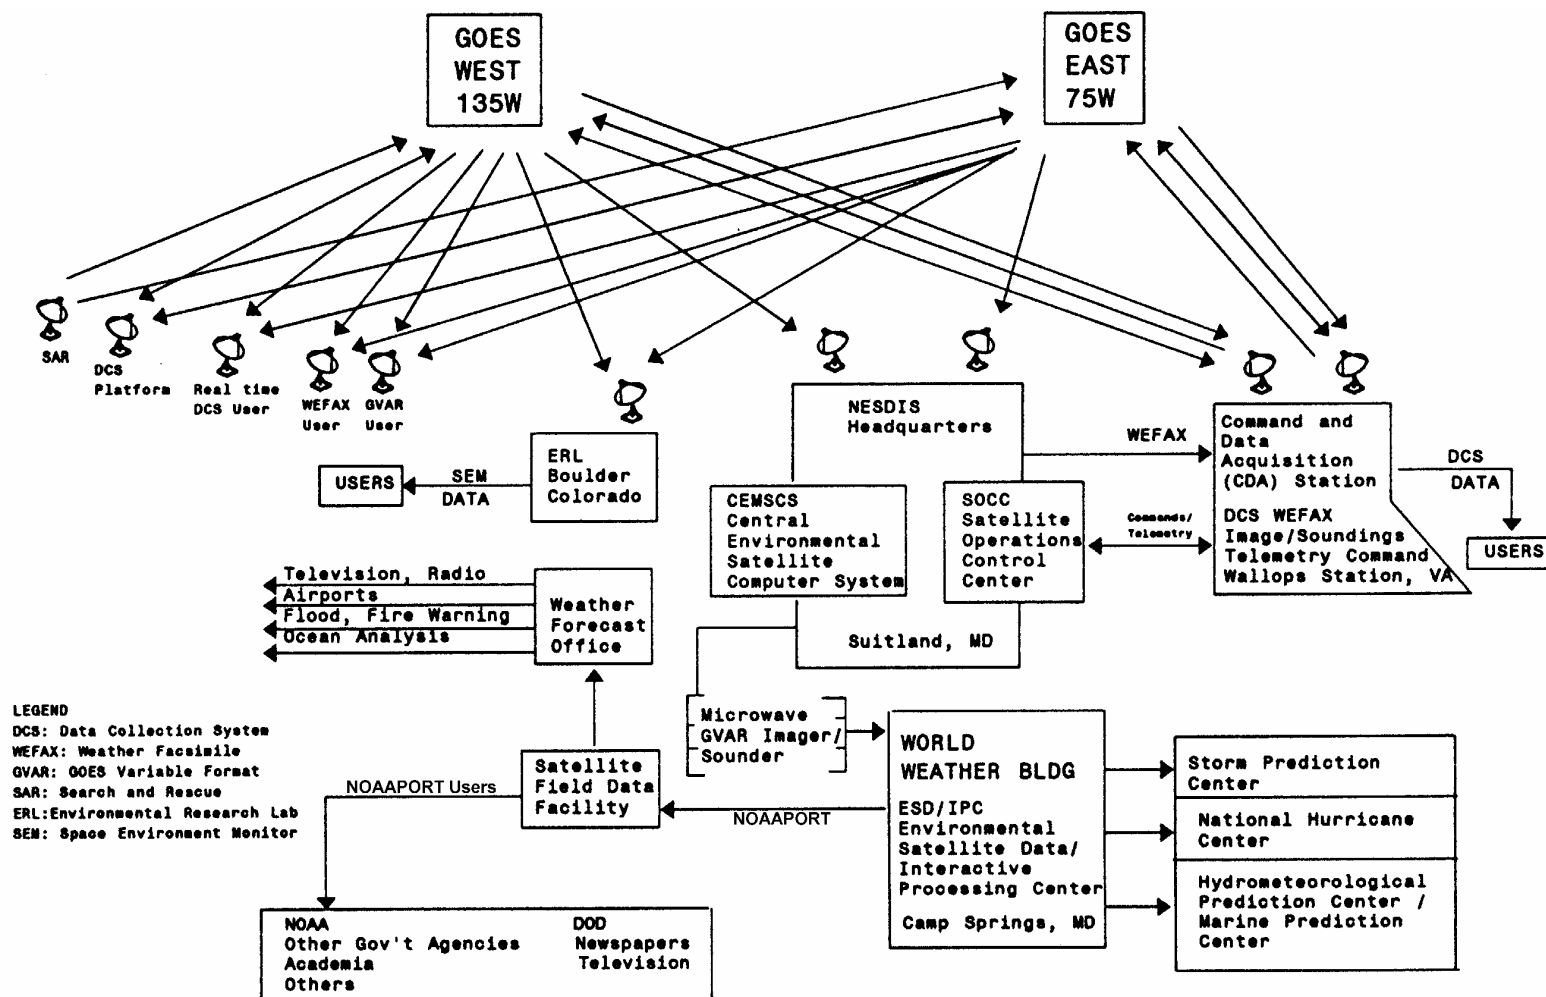 GOES
WEST
135W
GOES
EAST
75W
SAR
DCS
Platform
Real time
DCS User
WEFAX
User
GVAR
User
NESDIS
Headquarters
WEFAX
Command and
Data
Acquisition
(CDA) Station
DCS WEFAX
Image/Soundings
Telemetry Command
Wallops Station, VA
DCS
DATA
USERS
ERL
Boulder
Colorado
SEM
DATA
USERS
CEMSCS
Central
Environmental
Satellite
Computer System
SOCC
Satellite
Operations
Control
Center
Commands/
Telemetry
Suitland, MD
Television, Radio
Airports
Flood, Fire Warning
Ocean Analysis
Weather
Forecast
Office
LEGEND
DCS: Data Collection System
WEFAX: Weather Facsimile
GVAR: GOES Variable Format
SAR: Search and Rescue
ERL:Environmental Research Lab
SEM: Space Environment Monitor
Microwave
GVAR Imager/
Sounder
Satellite
Field Data
Facility
NOAAPORT Users
NOAAPORT
WORLD
WEATHER BLDG
ESD/IPC
Environmental
Satellite Data/
Interactive
Processing Center
Camp Springs, MD
Storm Prediction
Center
National Hurricane
Center
Hydrometeorological
Prediction Center /
Marine Prediction
Center
NOAA
Other Gov't Agencies
Academia
Others
DOD
Newspapers
Television